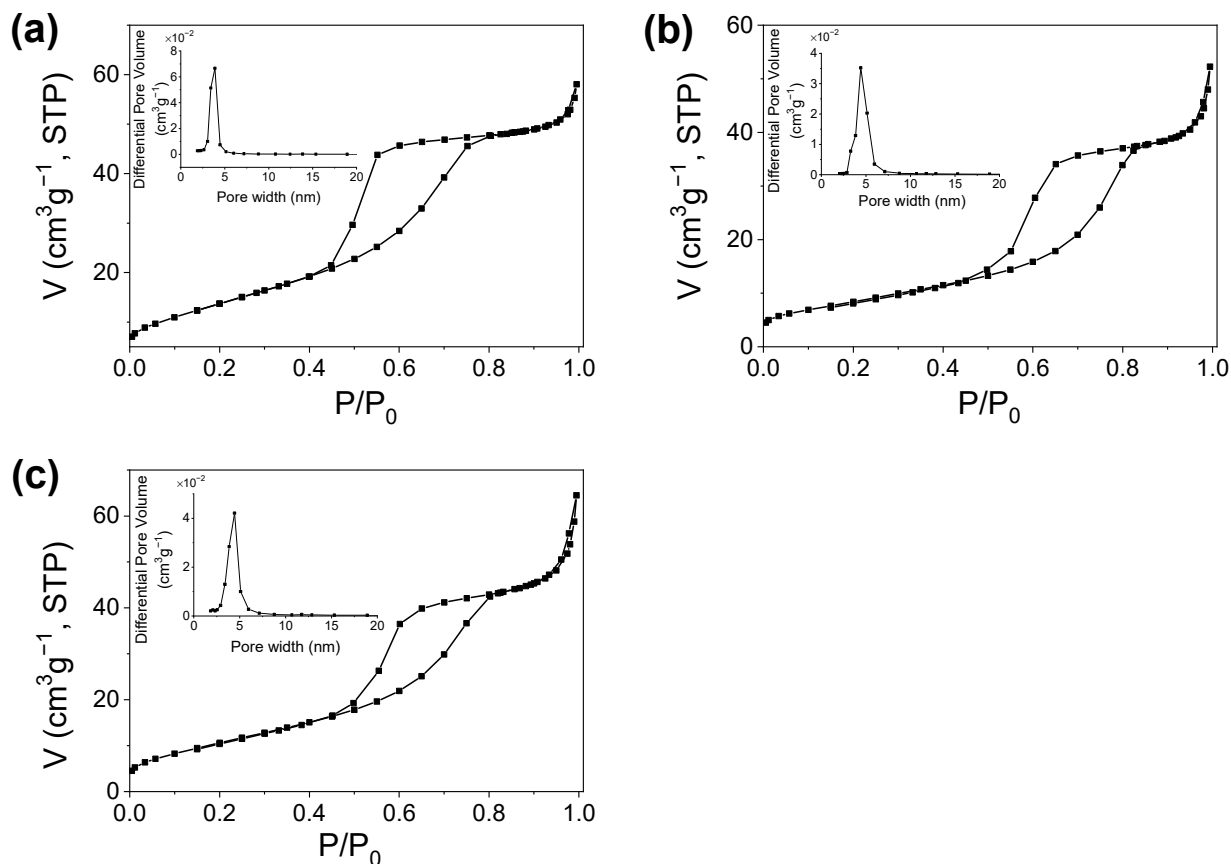 (a)
×10⁻²
Differential Pore Volume
(cm³g⁻¹)
8
6
4
2
0
0 5 10 15 20
Pore width (nm)
V (cm³g⁻¹, STP)
60
40
20
0.0 0.2 0.4 0.6 0.8 1.0
P/P₀
(b)
×10⁻²
Differential Pore Volume
(cm³g⁻¹)
4
3
2
1
0
0 5 10 15 20
Pore width (nm)
V (cm³g⁻¹, STP)
60
40
20
0
0.0 0.2 0.4 0.6 0.8 1.0
P/P₀
(c)
×10⁻²
Differential Pore Volume
(cm³g⁻¹)
4
2
0
0 5 10 15 20
Pore width (nm)
V (cm³g⁻¹, STP)
60
40
20
0
0.0 0.2 0.4 0.6 0.8 1.0
P/P₀